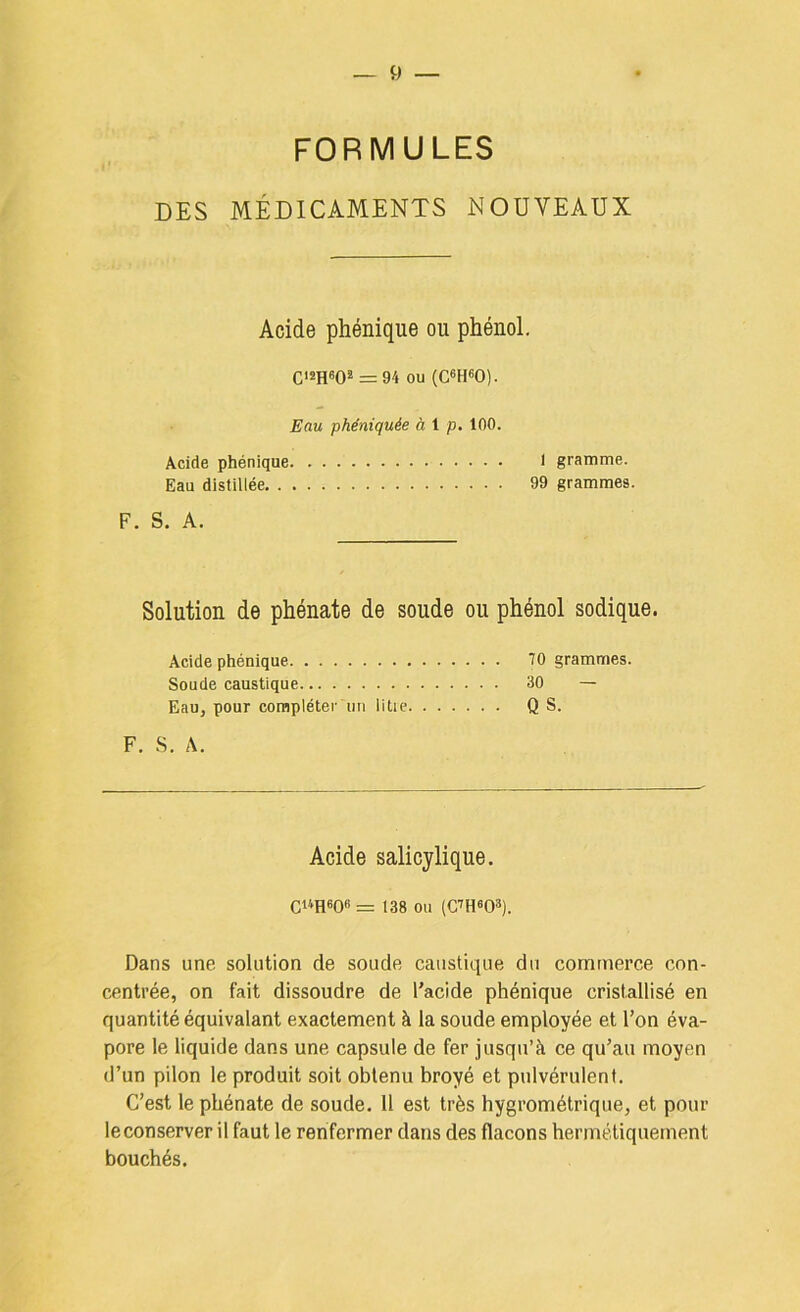 — 9 —
FORMULES
DES MÉDICAMENTS NOUVEAUX
Acide phénique ou phénol.
C¹²H⁶O² = 94 ou (C⁶H⁶O).
Eau phéniquée à 1 p. 100.
Acide phénique. . . . . . . . . . . . . . . 1 gramme.
Eau distillée. . . . . . . . . . . . . . . . . 99 grammes.
F. S. A.
Solution de phénate de soude ou phénol sodique.
Acide phénique. . . . . . . . . . . . . . . 70 grammes.
Soude caustique. . . . . . . . . . . . . . . 30 —
Eau, pour compléter un litre. . . . . . . Q S.
F. S. A.
Acide salicylique.
C¹⁴H⁶O⁶ = 138 ou (C⁷H⁶O³).
Dans une solution de soude caustique du commerce con-
centrée, on fait dissoudre de l'acide phénique cristallisé en
quantité équivalant exactement à la soude employée et l'on éva-
pore le liquide dans une capsule de fer jusqu'à ce qu'au moyen
d'un pilon le produit soit obtenu broyé et pulvérulent.
C'est le phénate de soude. Il est très hygrométrique, et pour
le conserver il faut le renfermer dans des flacons hermétiquement
bouchés.